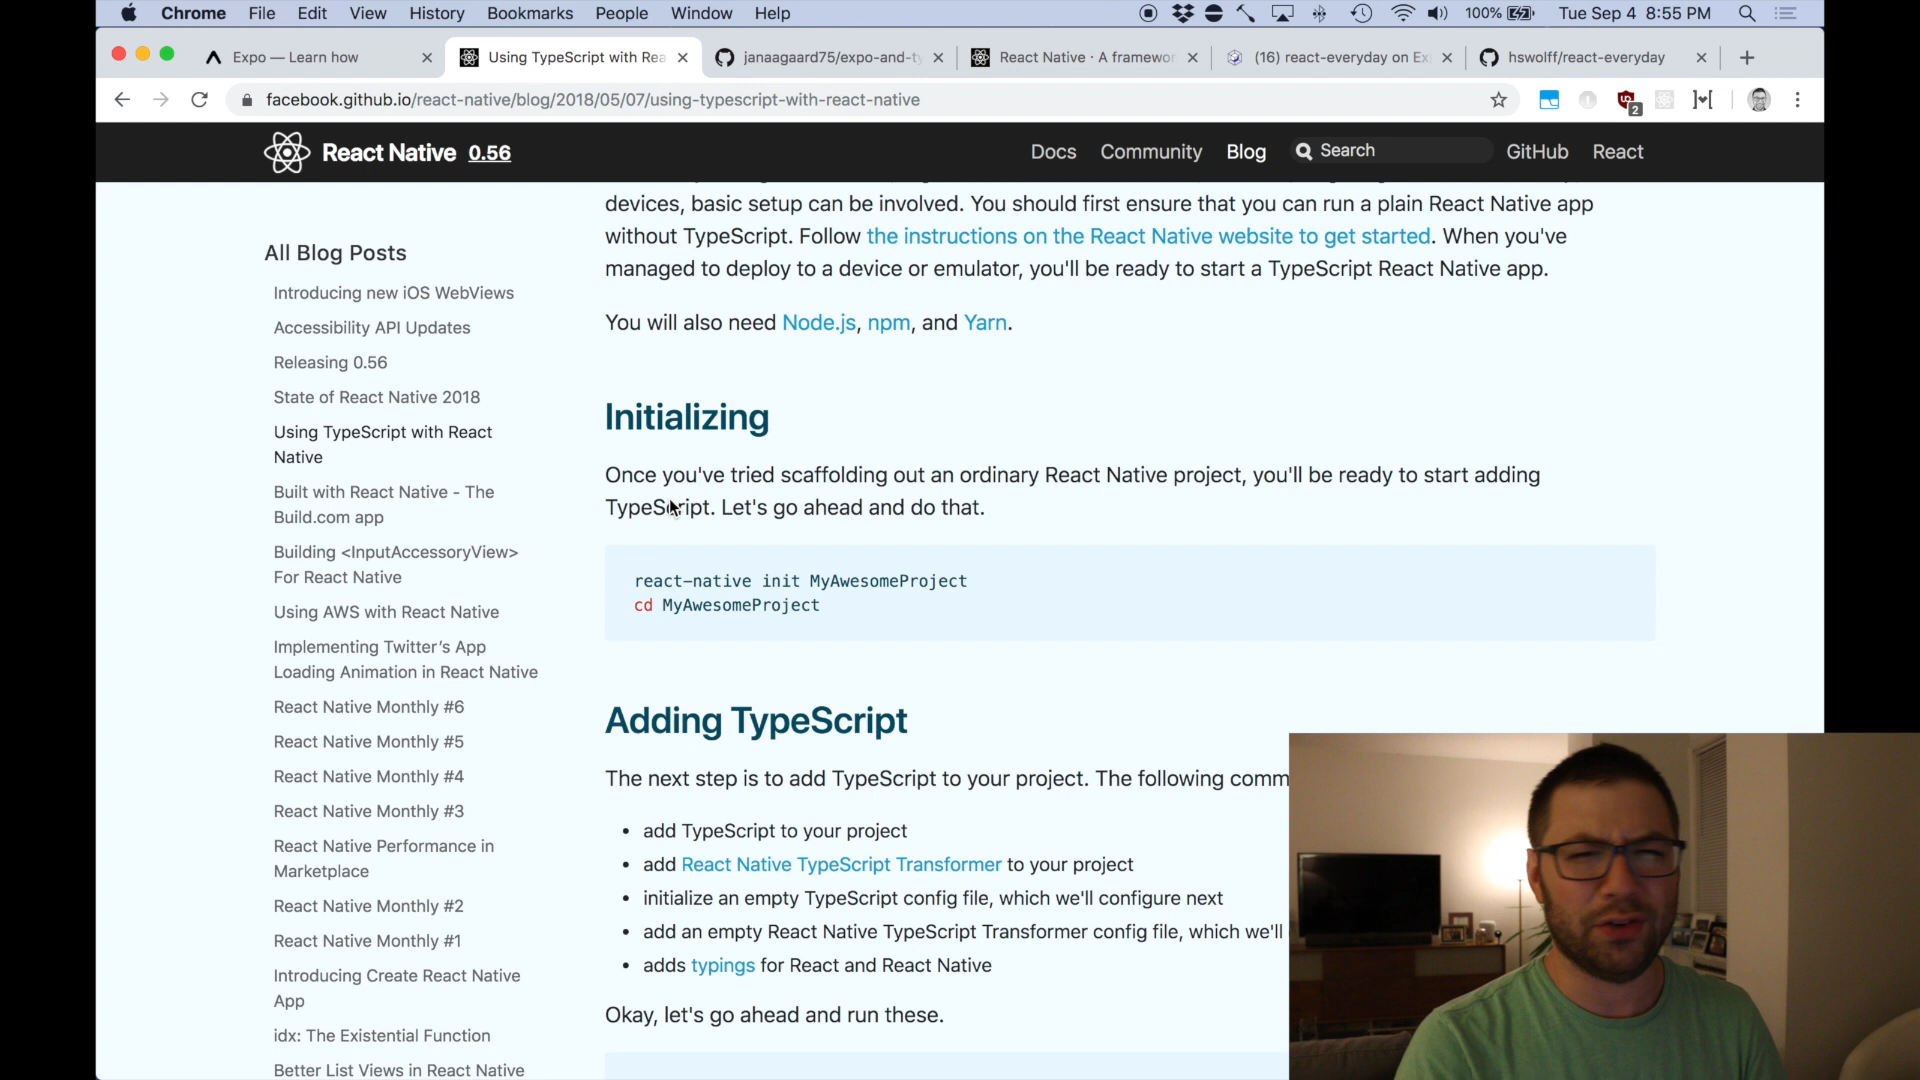 Chrome File Edit View History Bookmarks People Window Help 100% Tue Sep 4 8:55 PM
Expo — Learn how
Using TypeScript with Rea
janaagaard75/expo-and-ty
React Native · A framewor
(16) react-everyday on Ex
hswolff/react-everyday
facebook.github.io/react-native/blog/2018/05/07/using-typescript-with-react-native
2
React Native 0.56
Docs Community Blog Search GitHub React
All Blog Posts
Introducing new iOS WebViews
Accessibility API Updates
Releasing 0.56
State of React Native 2018
Using TypeScript with React
Native
Built with React Native - The
Build.com app
Building <InputAccessoryView>
For React Native
Using AWS with React Native
Implementing Twitter's App
Loading Animation in React Native
React Native Monthly #6
React Native Monthly #5
React Native Monthly #4
React Native Monthly #3
React Native Performance in
Marketplace
React Native Monthly #2
React Native Monthly #1
Introducing Create React Native
App
idx: The Existential Function
Better List Views in React Native
devices, basic setup can be involved. You should first ensure that you can run a plain React Native app
without TypeScript. Follow the instructions on the React Native website to get started. When you've
managed to deploy to a device or emulator, you'll be ready to start a TypeScript React Native app.
You will also need Node.js, npm, and Yarn.
Initializing
Once you've tried scaffolding out an ordinary React Native project, you'll be ready to start adding
TypeScript. Let's go ahead and do that.
react-native init MyAwesomeProject
cd MyAwesomeProject
Adding TypeScript
The next step is to add TypeScript to your project. The following comm
• add TypeScript to your project
• add React Native TypeScript Transformer to your project
• initialize an empty TypeScript config file, which we'll configure next
• add an empty React Native TypeScript Transformer config file, which we'll
• adds typings for React and React Native
Okay, let's go ahead and run these.